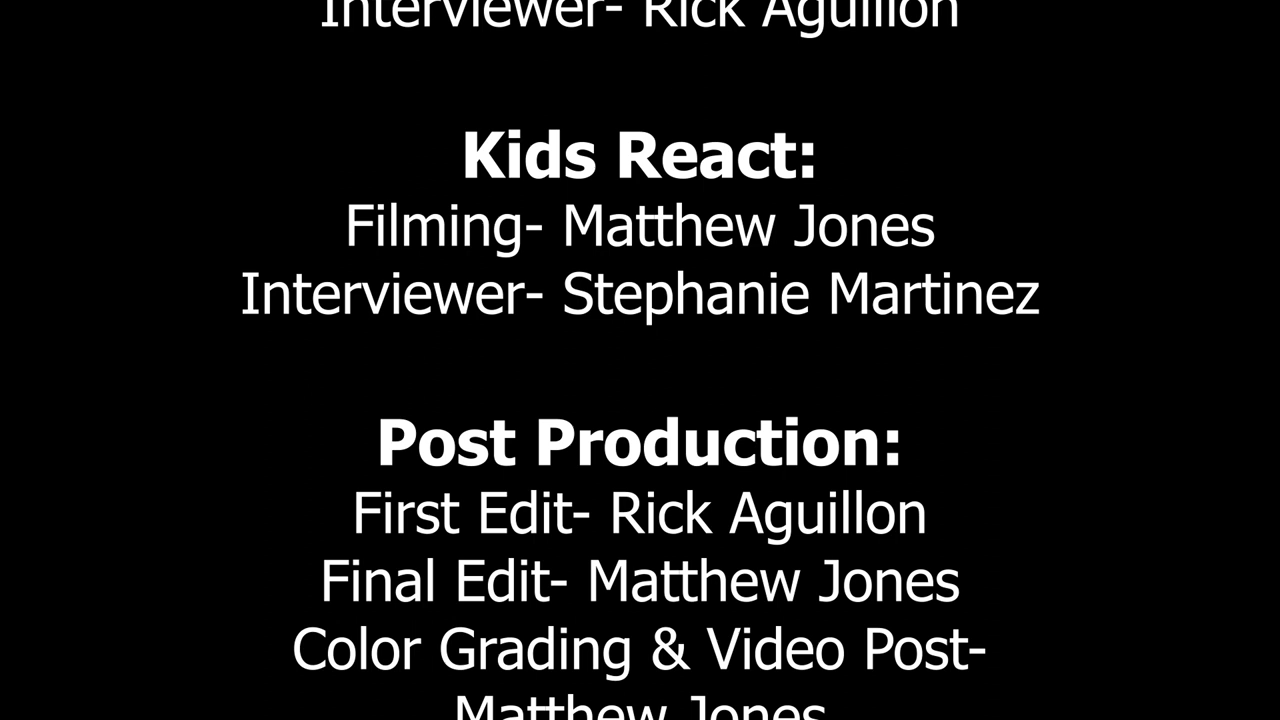 Interviewer- Rick Aguillon
Kids React:
Filming- Matthew Jones
Interviewer- Stephanie Martinez
Post Production:
First Edit- Rick Aguillon
Final Edit- Matthew Jones
Color Grading & Video Post-
Matthew Jones